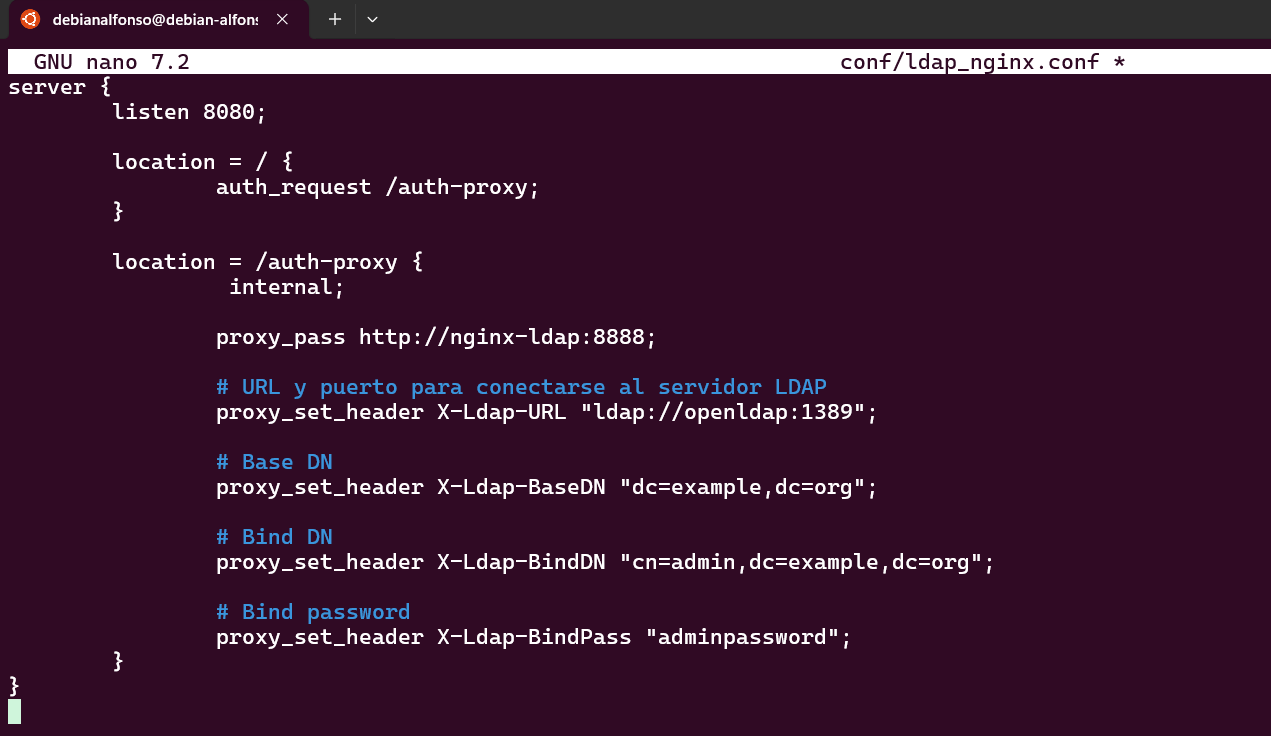 debianalfonso@debian-alfons
GNU nano 7.2 conf/ldap_nginx.conf *
server {
listen 8080;
location = / {
auth_request /auth-proxy;
}
location = /auth-proxy {
internal;
proxy_pass http://nginx-ldap:8888;
# URL y puerto para conectarse al servidor LDAP
proxy_set_header X-Ldap-URL "ldap://openldap:1389";
# Base DN
proxy_set_header X-Ldap-BaseDN "dc=example,dc=org";
# Bind DN
proxy_set_header X-Ldap-BindDN "cn=admin,dc=example,dc=org";
# Bind password
proxy_set_header X-Ldap-BindPass "adminpassword";
}
}